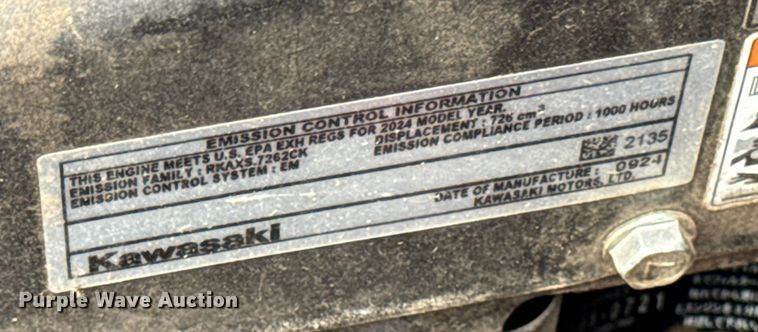 EMISSION CONTROL INFORMATION
THIS ENGINE MEETS U.S. EPA EXH REGS FOR 2024 MODEL YEAR.
EMISSION FAMILY : RKAXS.7262CK DISPLACEMENT : 726 cm³
EMISSION CONTROL SYSTEM : EM EMISSION COMPLIANCE PERIOD : 1000 HOURS
2135
DATE OF MANUFACTURE : 0924
Kawasaki KAWASAKI MOTORS, LTD.
Purple Wave Auction